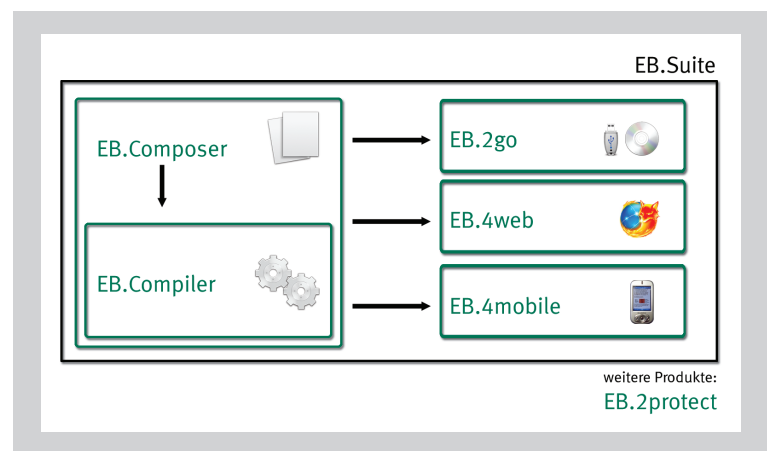 EB.Suite
EB.Composer
EB.Compiler
EB.2go
EB.4web
EB.4mobile
weitere Produkte:
EB.2protect